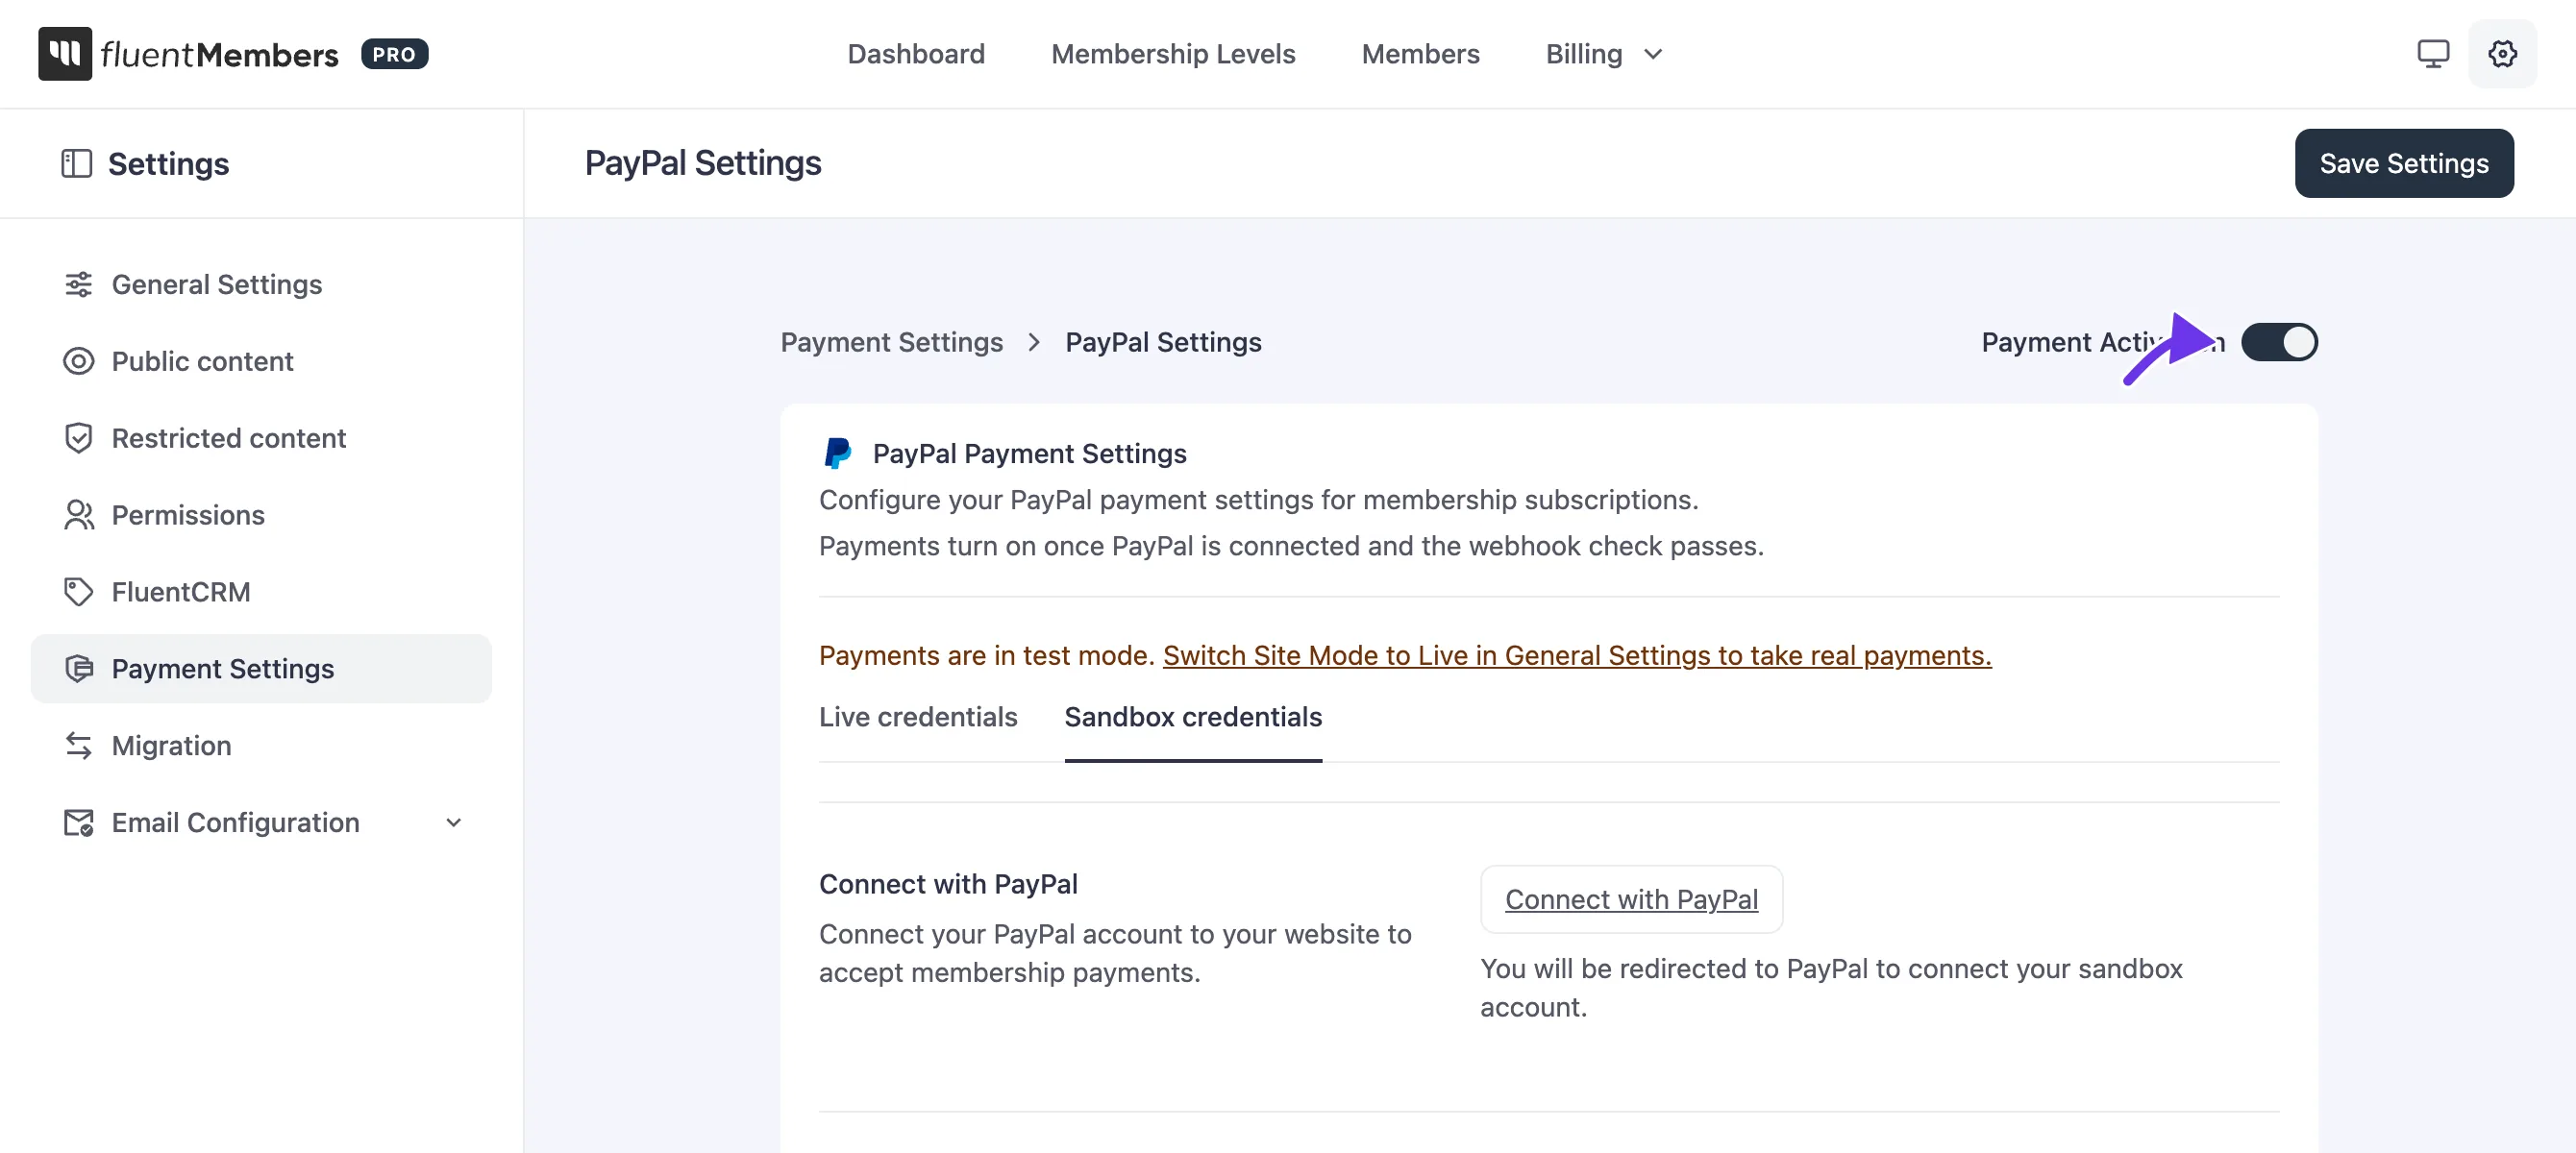 fluentMembers PRO
Dashboard
Membership Levels
Members
Billing
Settings
PayPal Settings
Save Settings
General Settings
Public content
Restricted content
Permissions
FluentCRM
Payment Settings
Migration
Email Configuration
Payment Settings > PayPal Settings
Payment
PayPal Payment Settings
Configure your PayPal payment settings for membership subscriptions.
Payments turn on once PayPal is connected and the webhook check passes.
Payments are in test mode. Switch Site Mode to Live in General Settings to take real payments.
Live credentials
Sandbox credentials
Connect with PayPal
Connect your PayPal account to your website to
accept membership payments.
Connect with PayPal
You will be redirected to PayPal to connect your sandbox
account.